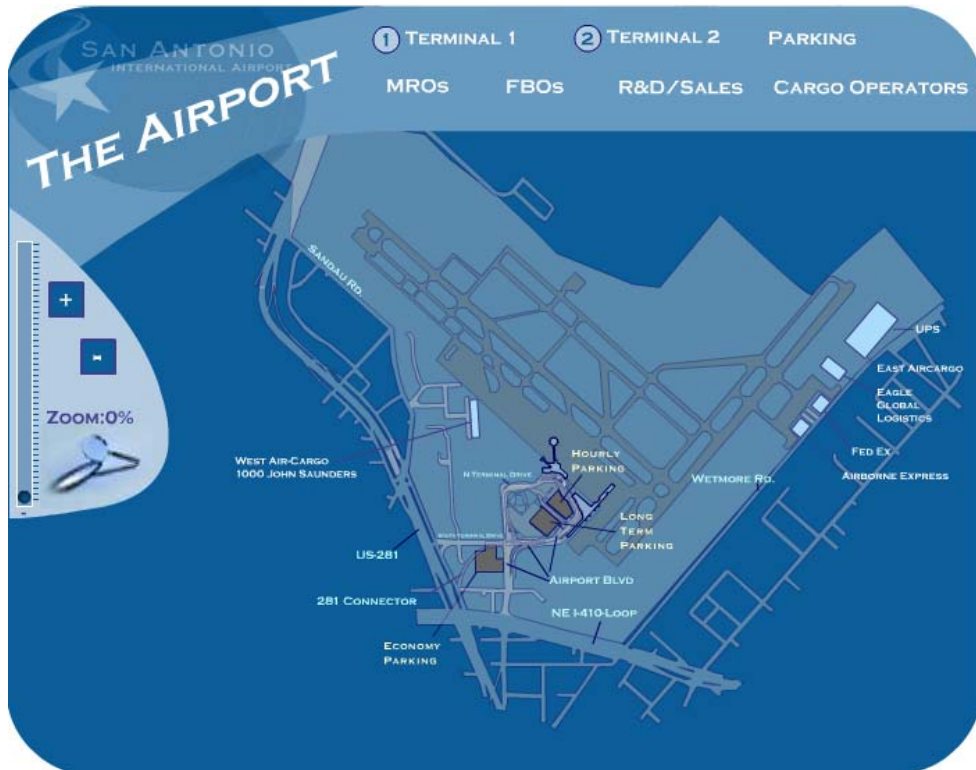 San Antonio
International Airport
The Airport
1 Terminal 1
2 Terminal 2
Parking
MROs
FBOs
R&D/Sales
Cargo Operators
Sandau Rd.
Zoom:0%
UPS
East Aircargo
Eagle
Global
Logistics
Fed Ex
Airborne Express
West Air-Cargo
1000 John Saunders
N Terminal Drive
Hourly
Parking
Wetmore Rd.
Long
Term
Parking
US-281
Airport Blvd
281 Connector
NE I-410-Loop
Economy
Parking